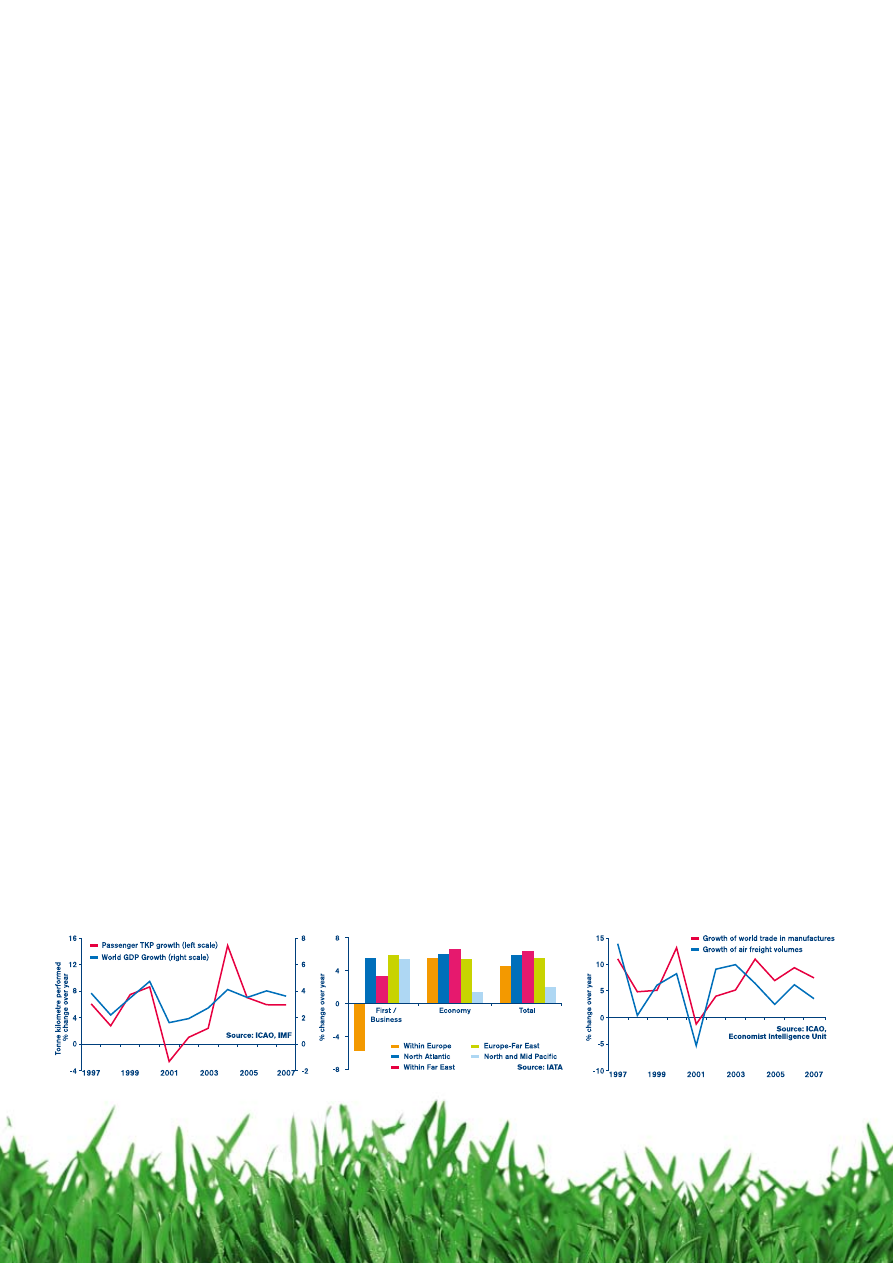 16
12
8
4
0
-4
Tonne kilometre performed
% change over year
Passenger TKP growth (left scale)
World GDP Growth (right scale)
8
6
4
2
0
-2
Source: ICAO, IMF
1997 1999 2001 2003 2005 2007
8
4
0
-4
-8
% change over year
First /
Business
Economy
Total
Within Europe
North Atlantic
Within Far East
Europe-Far East
North and Mid Pacific
Source: IATA
15
10
5
0
-5
-10
% change over year
Growth of world trade in manufactures
Growth of air freight volumes
Source: ICAO,
Economist Intelligence Unit
1997 1999 2001 2003 2005 2007